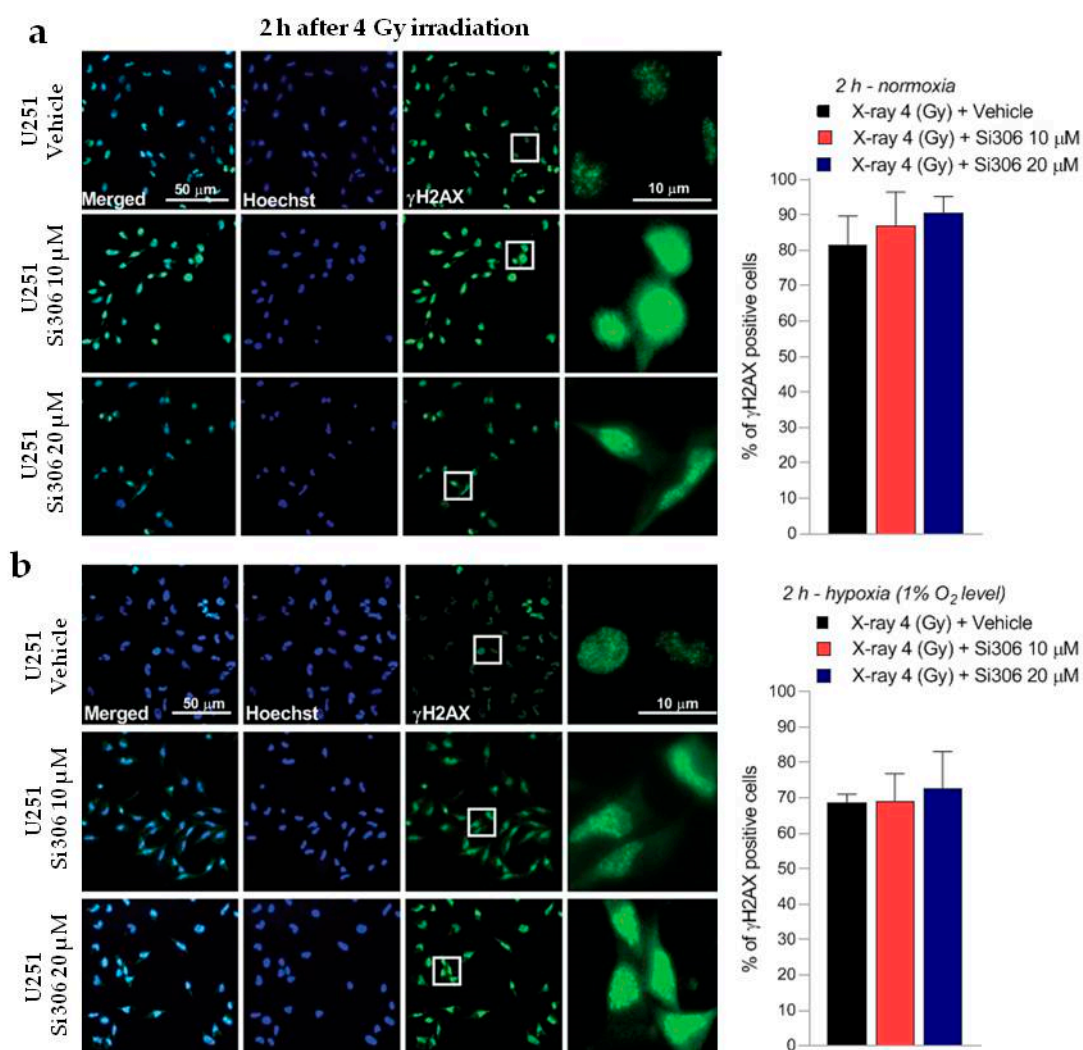 a
2 h after 4 Gy irradiation
U251
Vehicle
Merged
50 μm
Hoechst
γH2AX
10 μm
U251
Si306 10 μM
U251
Si306 20 μM
2 h - normoxia
X-ray 4 (Gy) + Vehicle
X-ray 4 (Gy) + Si306 10 μM
X-ray 4 (Gy) + Si306 20 μM
% of γH2AX positive cells
100
90
80
70
60
50
40
30
20
10
0
b
U251
Vehicle
Merged
50 μm
Hoechst
γH2AX
10 μm
U251
Si306 10 μM
U251
Si306 20 μM
2 h - hypoxia (1% O₂ level)
X-ray 4 (Gy) + Vehicle
X-ray 4 (Gy) + Si306 10 μM
X-ray 4 (Gy) + Si306 20 μM
% of γH2AX positive cells
100
90
80
70
60
50
40
30
20
10
0